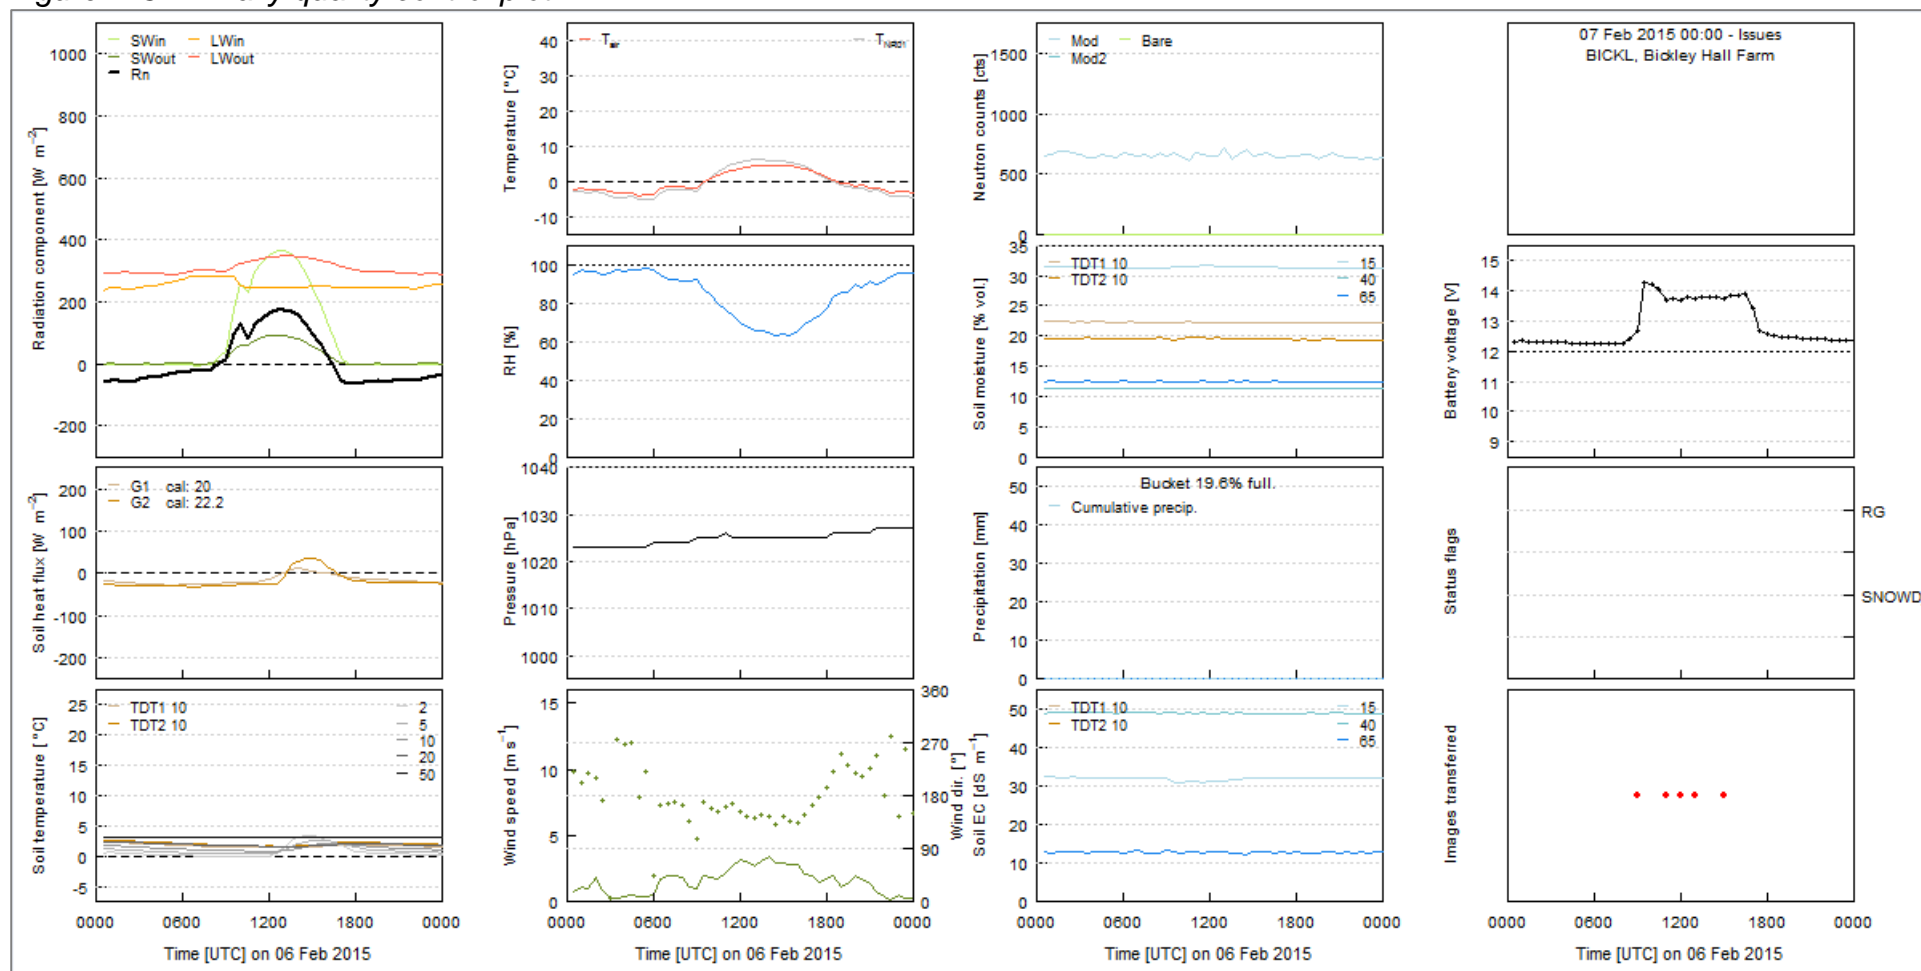 SWin LWin
SWout LWout
Rn
1000
800
600
400
200
0
-200
Radiation component [W m⁻²]
G1 cal: 20
G2 cal: 22.2
200
100
0
-100
-200
Soil heat flux [W m⁻²]
TDT1 10 2
TDT2 10 5
10
20
50
25
20
15
10
5
0
-5
Soil temperature [°C]
0000 0600 1200 1800 0000
Time [UTC] on 06 Feb 2015
Tair TNR01
40
30
20
10
0
-10
Temperature [°C]
100
80
60
40
20
0
RH [%]
1040
1030
1020
1010
1000
Pressure [hPa]
15
10
5
0
Wind speed [m s⁻¹]
360
270
180
90
0
Wind dir. [°]
0000 0600 1200 1800 0000
Time [UTC] on 06 Feb 2015
Mod Bare
Mod2
1500
1000
500
0
Neutron counts [cts]
TDT1 10 15
TDT2 10 40
65
35
30
25
20
15
10
5
0
Soil moisture [% vol.]
Bucket 19.6% full.
Cumulative precip.
50
40
30
20
10
0
Precipitation [mm]
TDT1 10 15
TDT2 10 40
65
50
40
30
20
10
0
Soil EC [dS m⁻¹]
0000 0600 1200 1800 0000
Time [UTC] on 06 Feb 2015
07 Feb 2015 00:00 - Issues
BICKL, Bickley Hall Farm
15
14
13
12
11
10
9
Battery voltage [V]
RG
SNOWD
Status flags
Images transferred
0000 0600 1200 1800 0000
Time [UTC] on 06 Feb 2015